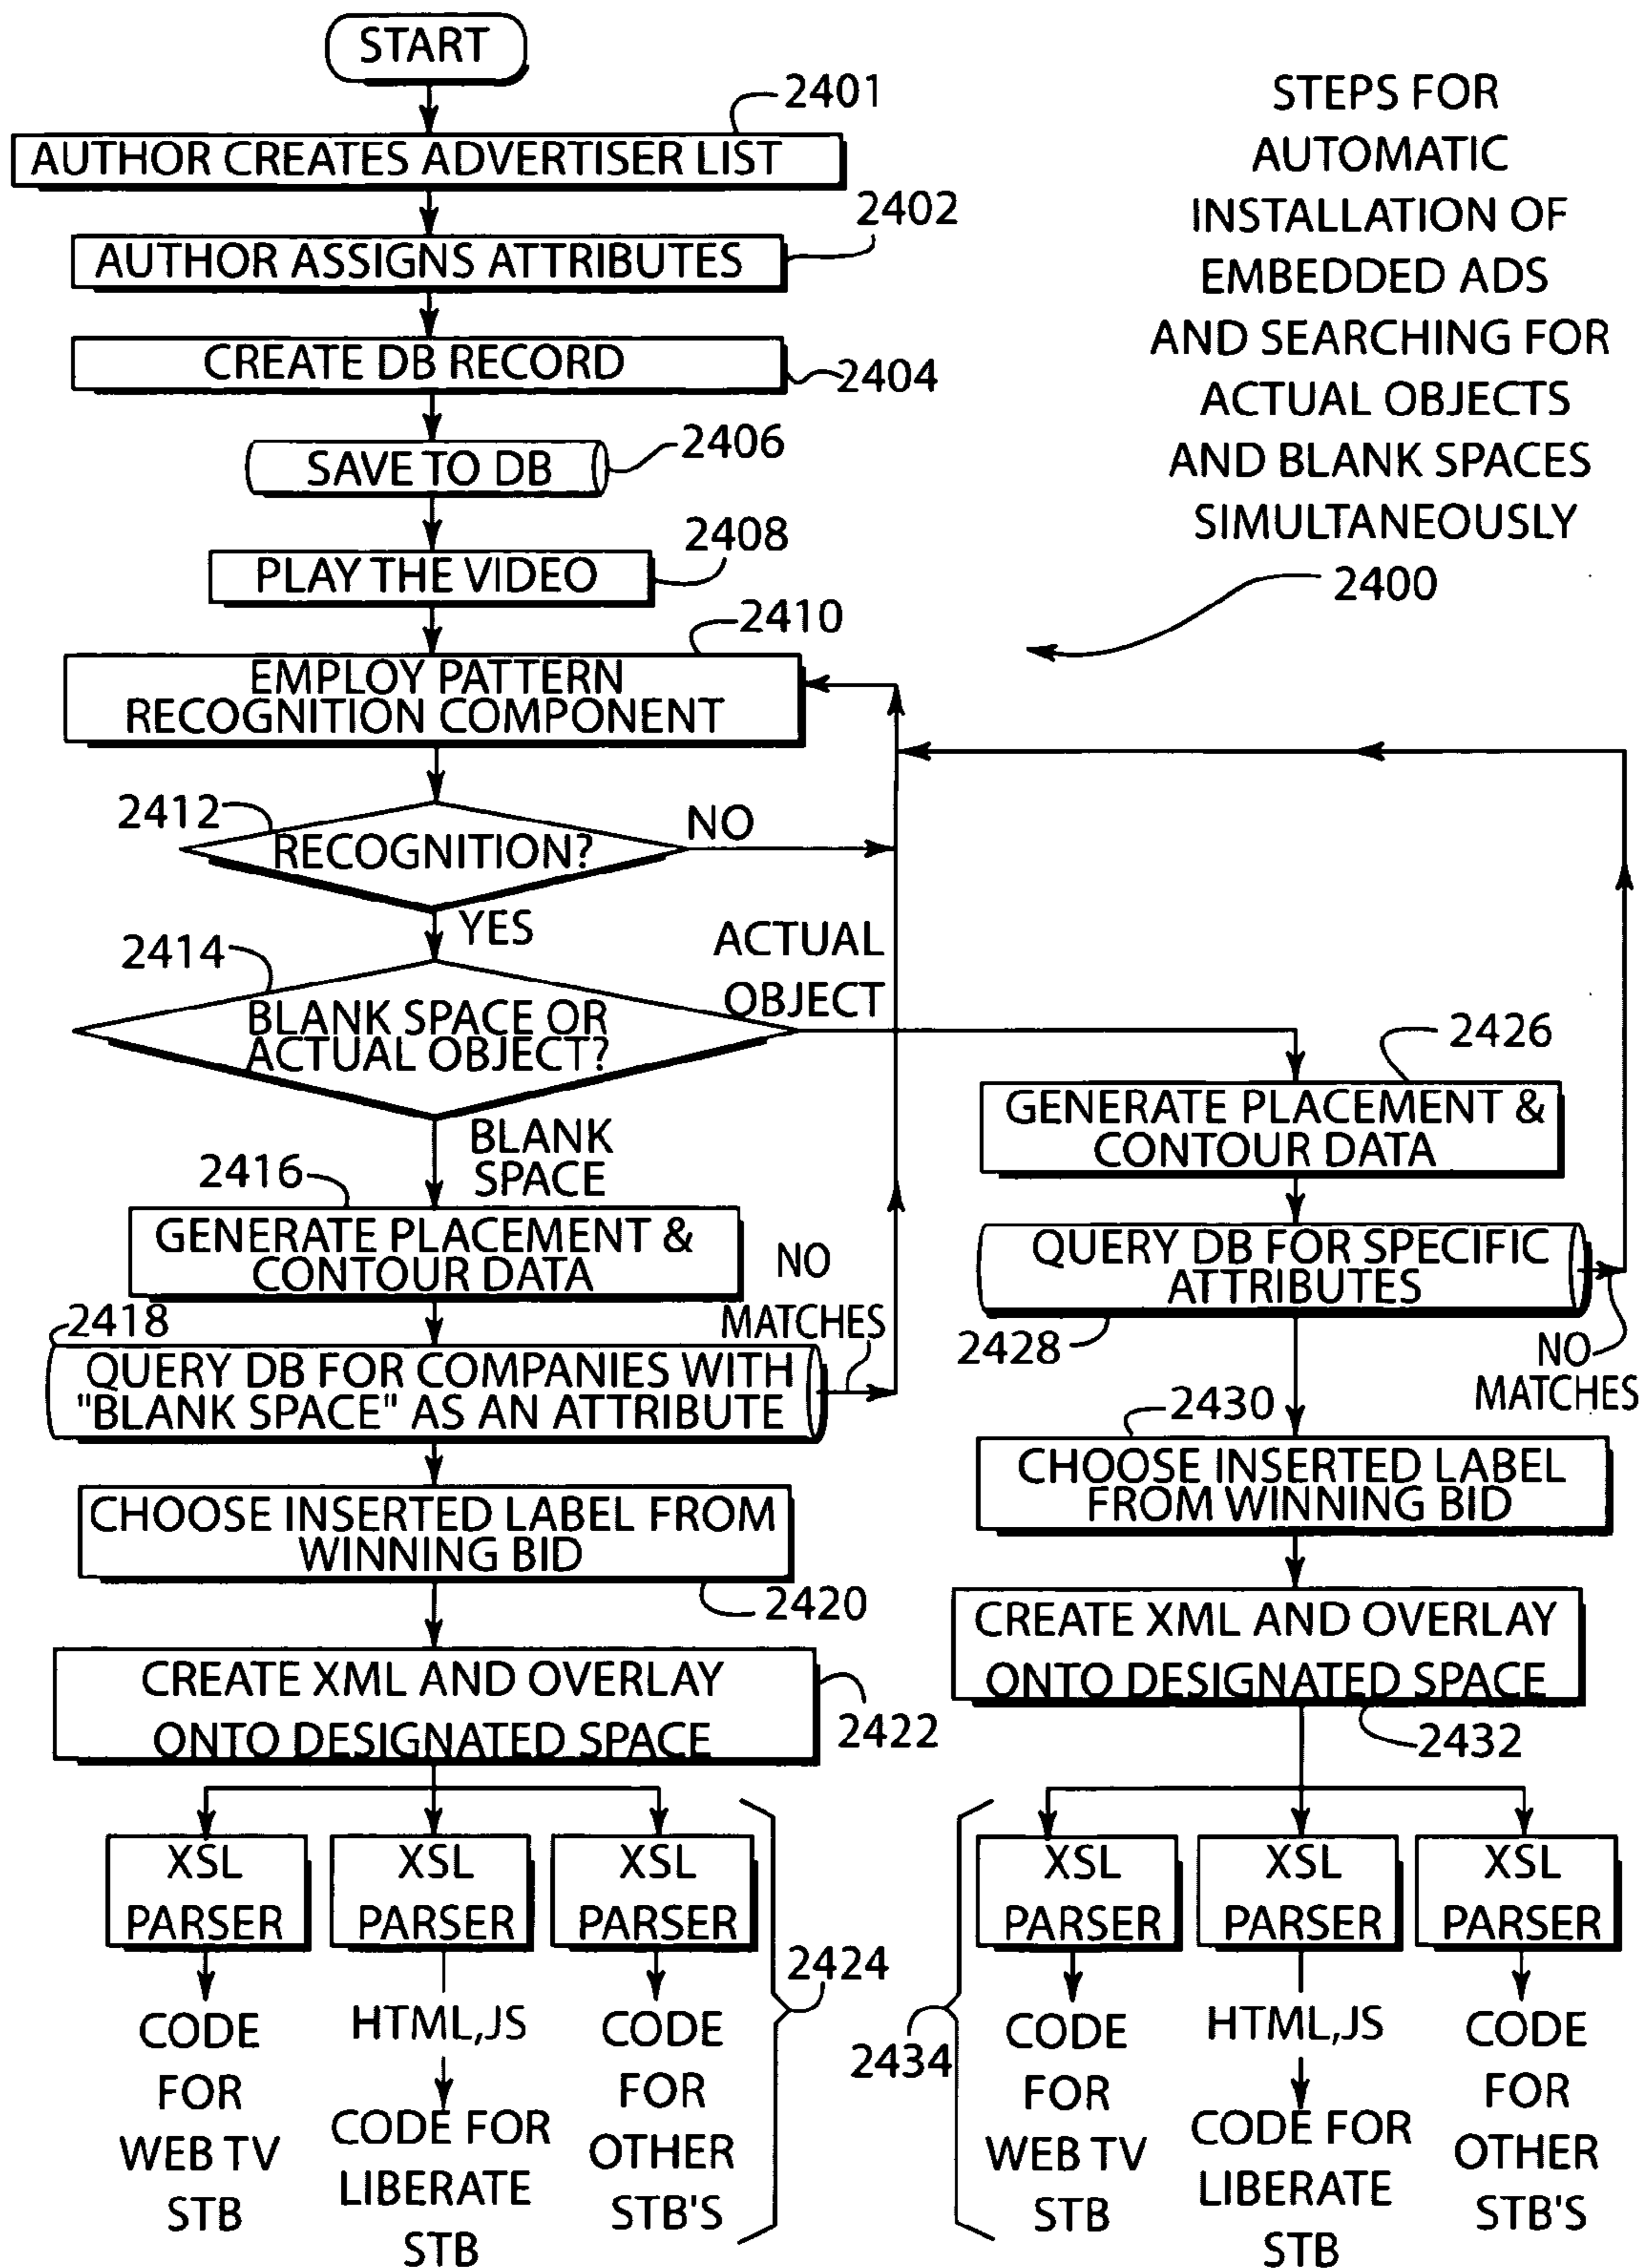 START
2401
AUTHOR CREATES ADVERTISER LIST
2402
AUTHOR ASSIGNS ATTRIBUTES
CREATE DB RECORD
2404
SAVE TO DB
2406
PLAY THE VIDEO
2408
2410
EMPLOY PATTERN
RECOGNITION COMPONENT
STEPS FOR
AUTOMATIC
INSTALLATION OF
EMBEDDED ADS
AND SEARCHING FOR
ACTUAL OBJECTS
AND BLANK SPACES
SIMULTANEOUSLY
2400
2412
RECOGNITION?
NO
YES
2414
BLANK SPACE OR
ACTUAL OBJECT?
ACTUAL
OBJECT
BLANK
SPACE
2416
GENERATE PLACEMENT &
CONTOUR DATA
NO
MATCHES
2418
QUERY DB FOR COMPANIES WITH
"BLANK SPACE" AS AN ATTRIBUTE
CHOOSE INSERTED LABEL FROM
WINNING BID
2420
CREATE XML AND OVERLAY
ONTO DESIGNATED SPACE
2422
XSL
PARSER
XSL
PARSER
XSL
PARSER
CODE
FOR
WEB TV
STB
HTML,JS
CODE FOR
LIBERATE
STB
CODE
FOR
OTHER
STB'S
2424
2426
GENERATE PLACEMENT &
CONTOUR DATA
QUERY DB FOR SPECIFIC
ATTRIBUTES
2428
NO
MATCHES
2430
CHOOSE INSERTED LABEL
FROM WINNING BID
CREATE XML AND OVERLAY
ONTO DESIGNATED SPACE
2432
2434
XSL
PARSER
XSL
PARSER
XSL
PARSER
CODE
FOR
WEB TV
STB
HTML,JS
CODE FOR
LIBERATE
STB
CODE
FOR
OTHER
STB'S